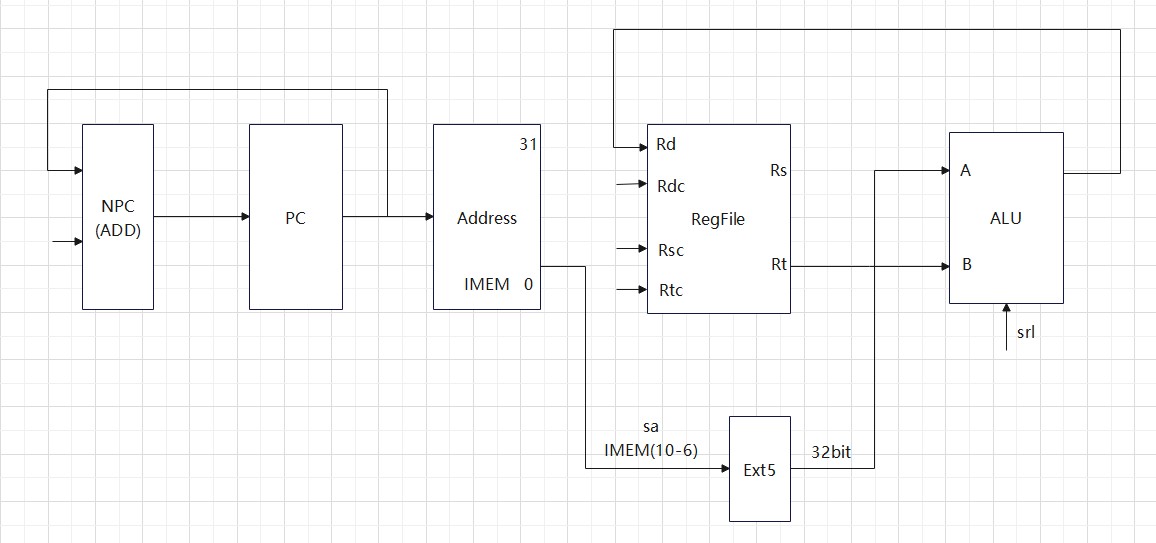 NPC
(ADD)
PC
31
Address
IMEM 0
Rd
Rdc
RegFile
Rsc
Rtc
Rs
Rt
A
ALU
B
srl
sa
IMEM(10-6)
Ext5
32bit